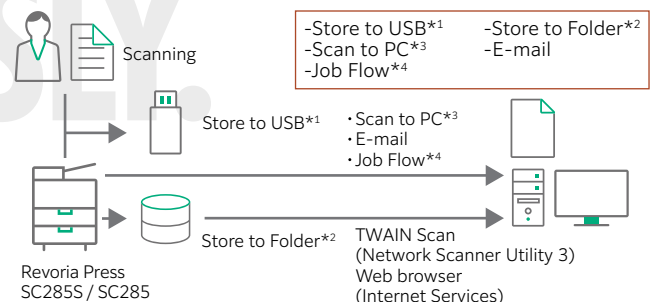 SLY.
Scanning
-Store to USB*1
-Store to Folder*2
-Scan to PC*3
-E-mail
-Job Flow*4
Store to USB*1
・Scan to PC*3
・E-mail
・Job Flow*4
Store to Folder*2
TWAIN Scan
(Network Scanner Utility 3)
Web browser
(Internet Services)
Revoria Press
SC285S / SC285